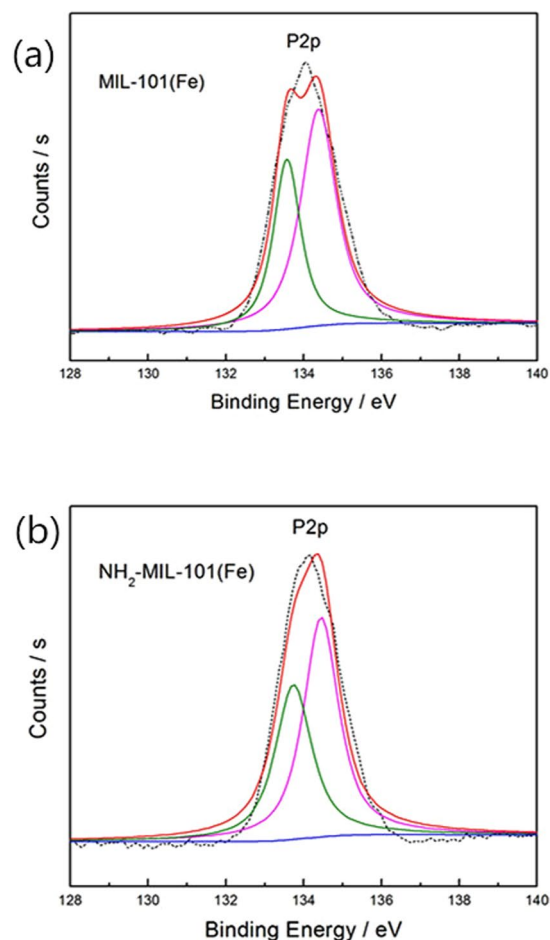 (a)
P2p
MIL-101(Fe)
Counts / s
128 130 132 134 136 138 140
Binding Energy / eV
(b)
P2p
NH₂-MIL-101(Fe)
Counts / s
128 130 132 134 136 138 140
Binding Energy / eV